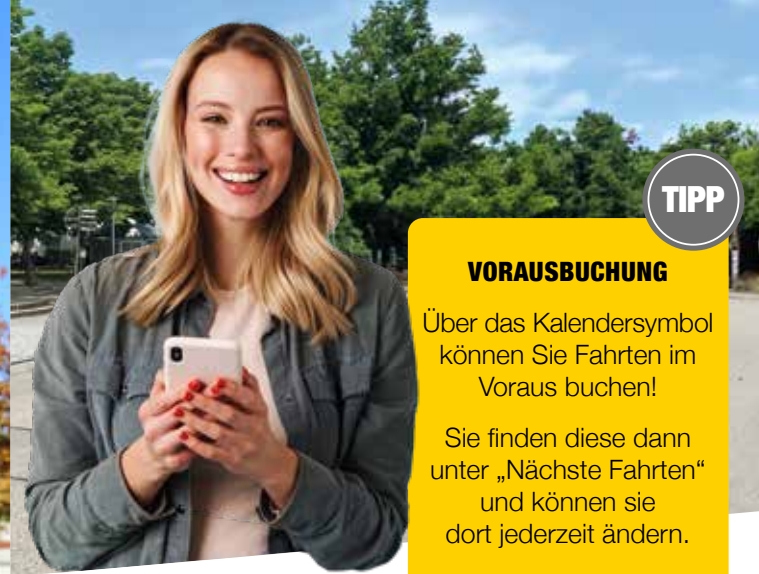 TIPP
VORAUSBUCHUNG
Über das Kalendersymbol
können Sie Fahrten im
Voraus buchen!
Sie finden diese dann
unter „Nächste Fahrten“
und können sie
dort jederzeit ändern.